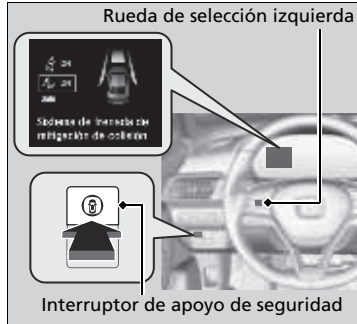 Rueda de selección izquierda
Sistema de frenado de
mitigación de colisión
Interruptor de apoyo de seguridad